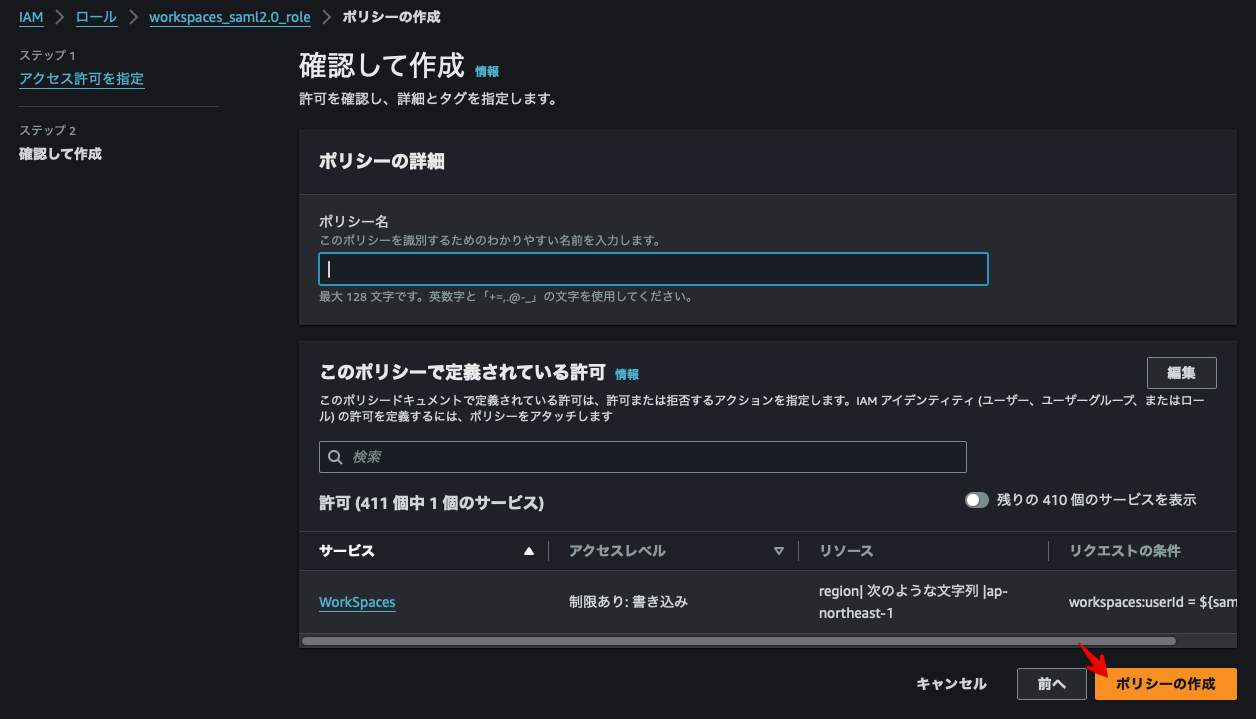 IAM > ロール > workspaces_saml2.0_role > ポリシーの作成
ステップ 1
アクセス許可を指定
ステップ 2
確認して作成
確認して作成 情報
許可を確認し、詳細とタグを指定します。
ポリシーの詳細
ポリシー名
このポリシーを識別するためのわかりやすい名前を入力します。
最大 128 文字です。英数字と「+=,.@-_」の文字を使用してください。
このポリシーで定義されている許可 情報
編集
このポリシードキュメントで定義されている許可は、許可または拒否するアクションを指定します。IAM アイデンティティ (ユーザー、ユーザーグループ、またはロー
ル) の許可を定義するには、ポリシーをアタッチします
検索
許可 (411 個中 1 個のサービス)
残りの 410 個のサービスを表示
サービス アクセスレベル リソース リクエストの条件
WorkSpaces 制限あり: 書き込み region| 次のような文字列 |ap-
northeast-1
workspaces:userId = ${sam
キャンセル 前へ ポリシーの作成